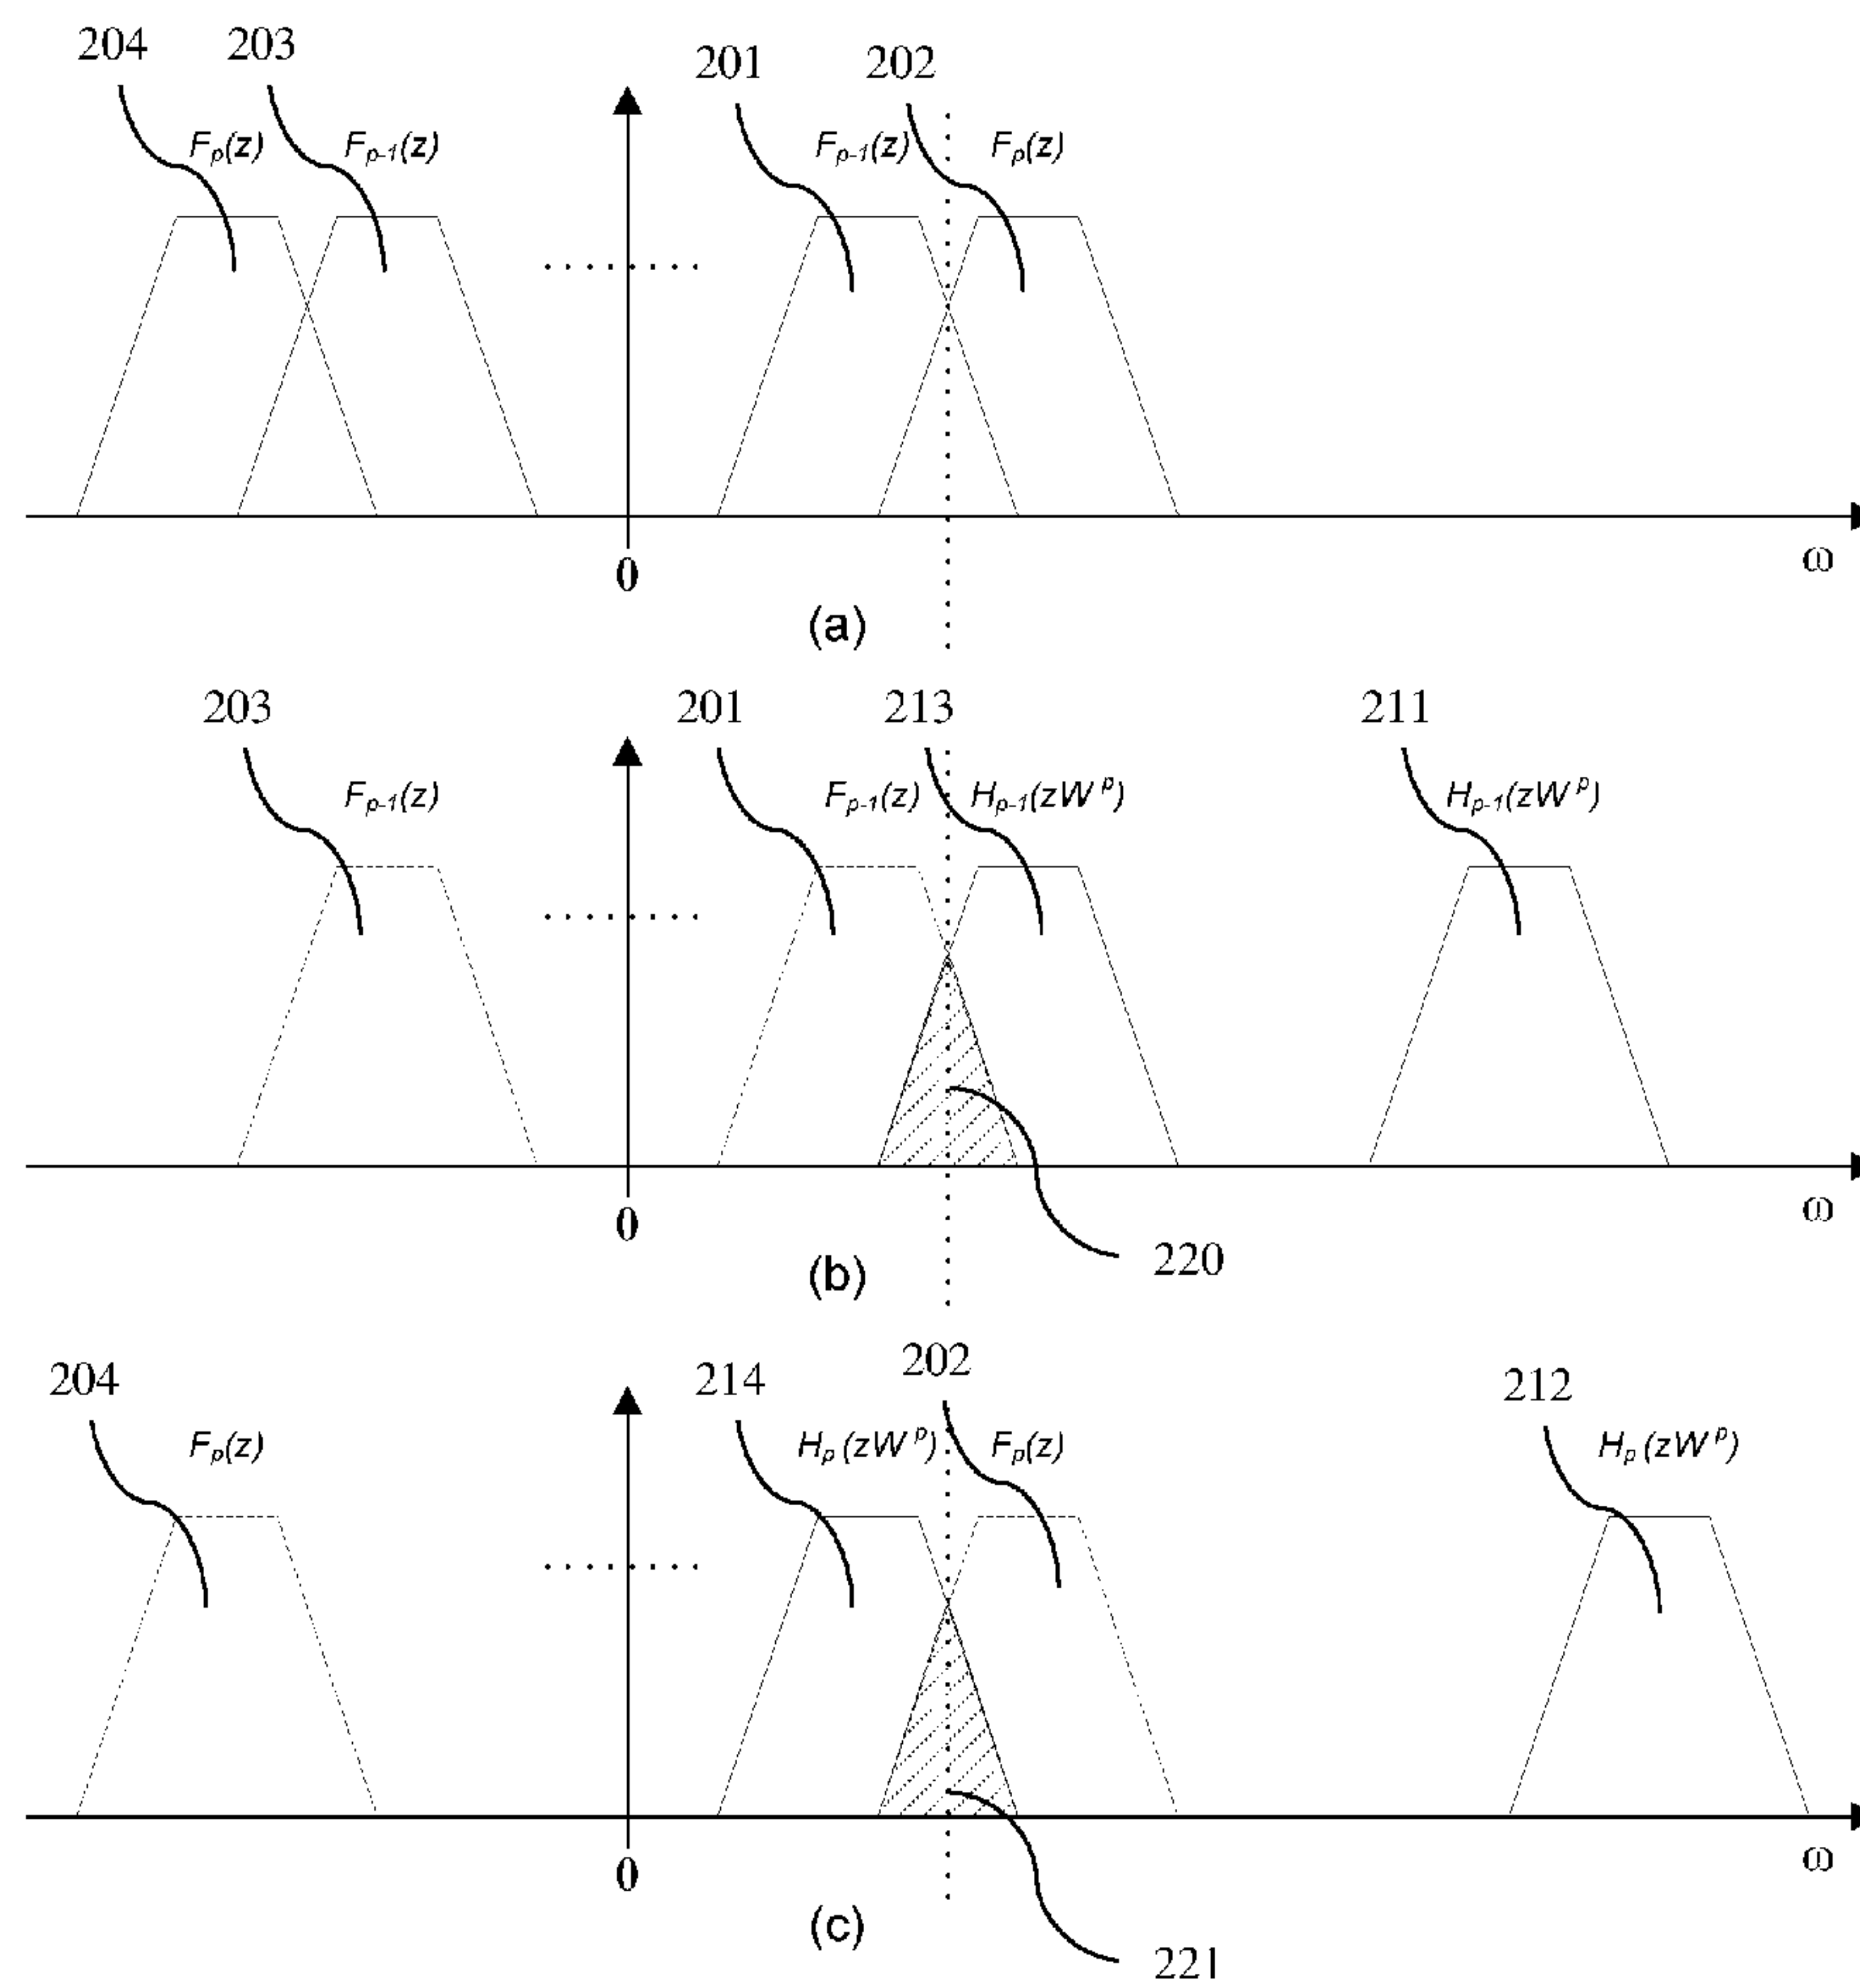 204 203 201 202
Fp(z) Fp-1(z) Fp-1(z) Fp(z)
0 ω
(a)
203 201 213 211
Fp-1(z) Fp-1(z) Hp-1(zW^p) Hp-1(zW^p)
0 ω
220
(b)
204 214 202 212
Fp(z) Hp(zW^p) Fp(z) Hp(zW^p)
0 ω
(c)
221